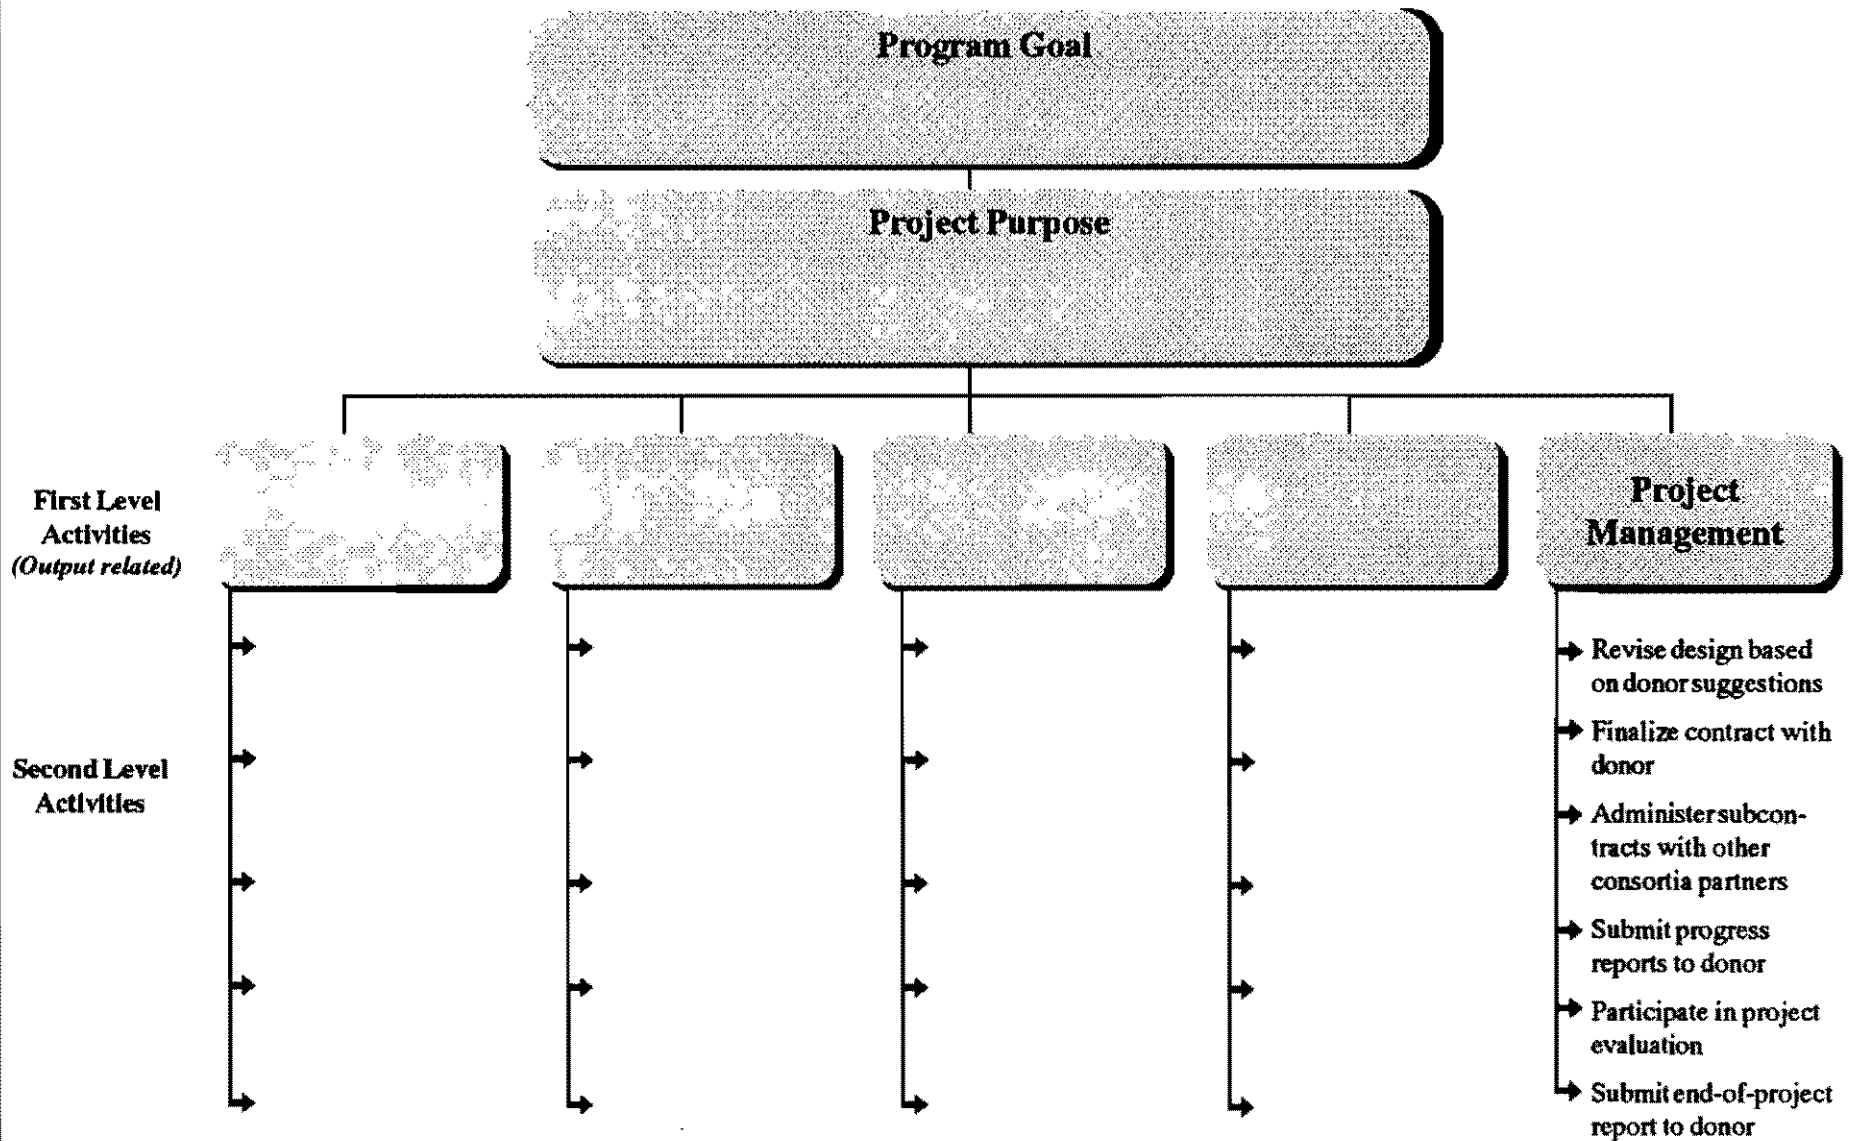 Program Goal
Project Purpose
First Level
Activities
(Output related)
Project
Management
Second Level
Activities
Revise design based
on donor suggestions
Finalize contract with
donor
Administer subcon-
tracts with other
consortia partners
Submit progress
reports to donor
Participate in project
evaluation
Submit end-of-project
report to donor